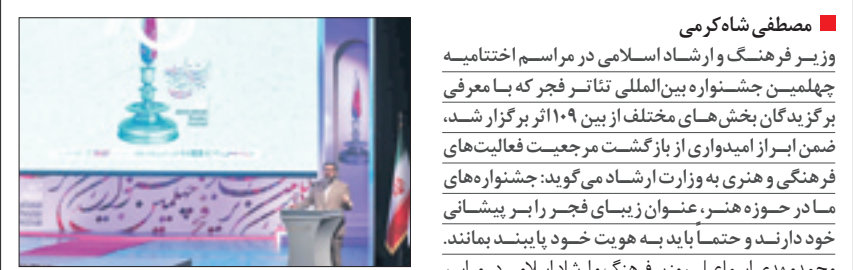 مصطفی شاه‌کرمی
وزیر فرهنگ و ارشاد اسلامی در مراسم اختتامیه
چهلمین جشنواره بین‌المللی تئاتر فجر که با معرفی
برگزیدگان بخش‌های مختلف از بین ۱۰۹ اثر برگزار شد،
ضمن ابراز امیدواری از بازگشت مرجعیت فعالیت‌های
فرهنگی و هنری به وزارت ارشاد می‌گوید: جشنواره‌های
ما در حوزه هنر، عنوان زیبای فجر را بر پیشانی
خود دارند و حتماً باید به هویت خود پایبند بمانند.